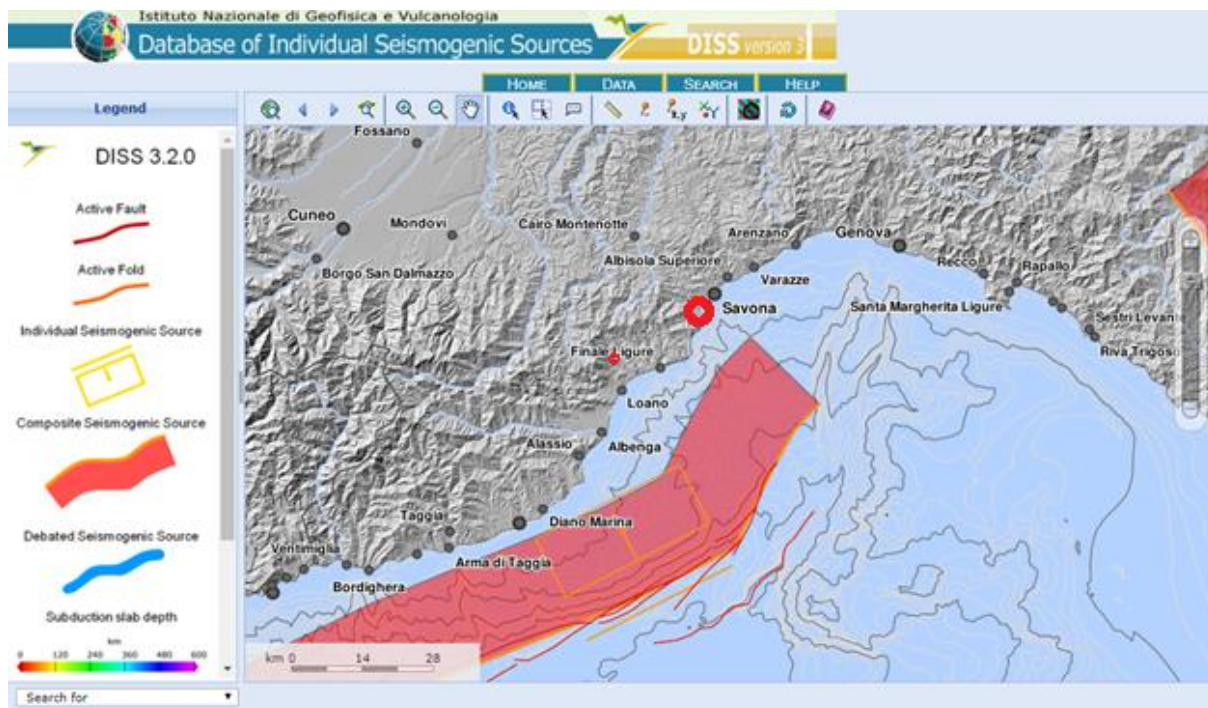 Istituto Nazionale di Geofisica e Vulcanologia
Database of Individual Seismogenic Sources
DISS version 3
HOME DATA SEARCH HELP
Legend
DISS 3.2.0
Active Fault
Active Fold
Individual Seismogenic Source
Composite Seismogenic Source
Debated Seismogenic Source
Subduction slab depth
km
0 120 240 360 480 600
Search for
Fossano
Cuneo
Mondovì
Cairo Montenotte
Arenzano
Genova
Borgo San Dalmazzo
Albisola Superiore
Varazze
Recco
Rapallo
Savona
Santa Margherita Ligure
Sestri Levant
Finale Ligure
Riva Trigoso
Loano
Alassio
Albenga
Taggia
Diano Marina
Ventimiglia
Arma di Taggia
Bordighera
km 0 14 28